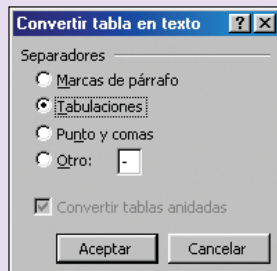 Convertir tabla en texto
Separadores
Marcas de párrafo
Tabulaciones
Punto y comas
Otro: -
Convertir tablas anidadas
Aceptar Cancelar